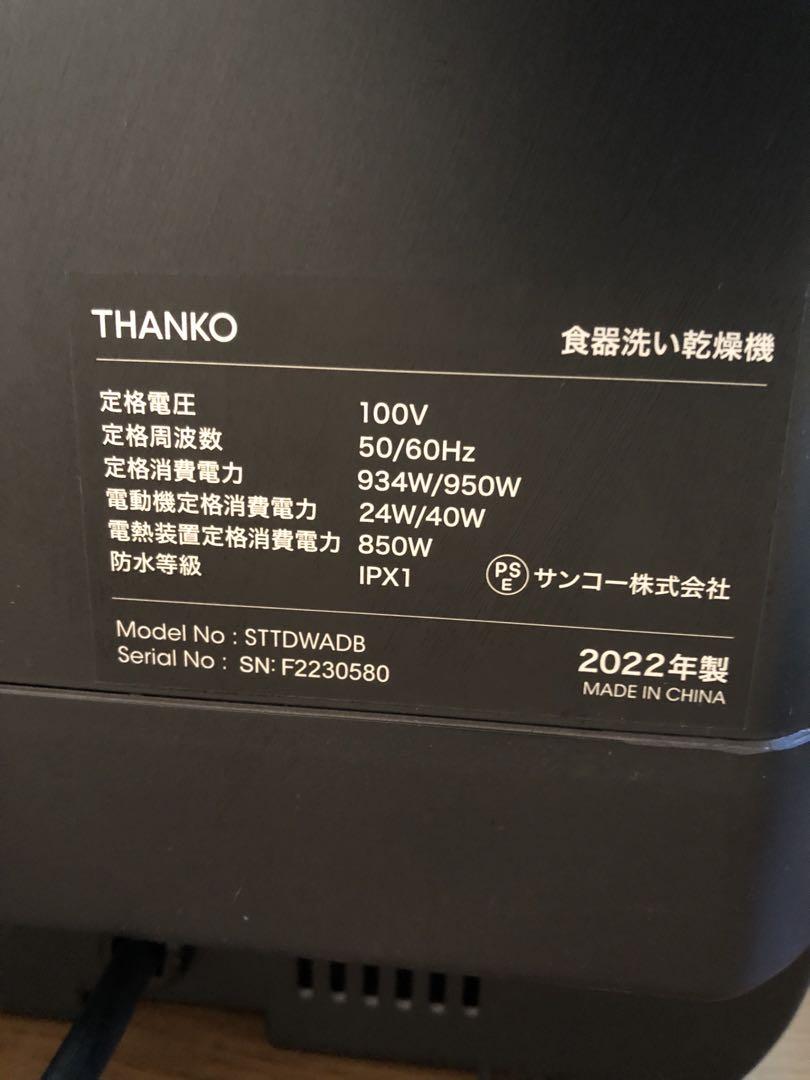 THANKO
食器洗い乾燥機
定格電圧 100V
定格周波数 50/60Hz
定格消費電力 934W/950W
電動機定格消費電力 24W/40W
電熱装置定格消費電力 850W
防水等級 IPX1
PSE サンコー株式会社
Model No : STTDWADB
Serial No : SN: F2230580
2022年製
MADE IN CHINA